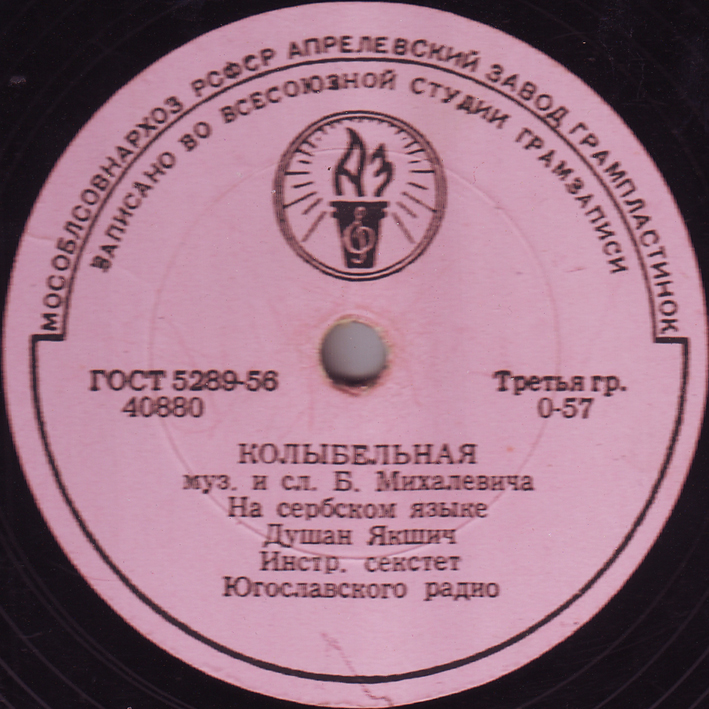 МОСОБЛСОВНАРХОЗ РСФСР АПРЕЛЕВСКИЙ ЗАВОД ГРАМПЛАСТИНОК
ЗАПИСАНО ВО ВСЕСОЮЗНОЙ СТУДИИ ГРАМЗАПИСИ
АЗ
ГОСТ 5289-56
40880
Третья гр.
0-57
КОЛЫБЕЛЬНАЯ
муз. и сл. Б. Михалевича
На сербском языке
Душан Якшич
Инстр. секстет
Югославского радио